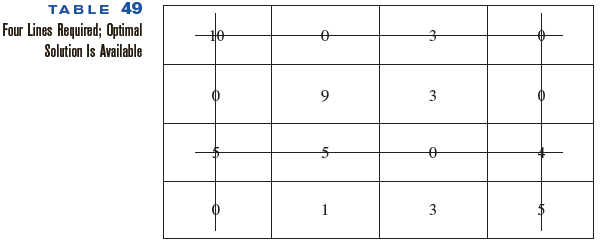 TABLE 49
Four Lines Required; Optimal
Solution Is Available
10 0 3 0
0 9 3 0
5 5 0 4
0 1 3 5